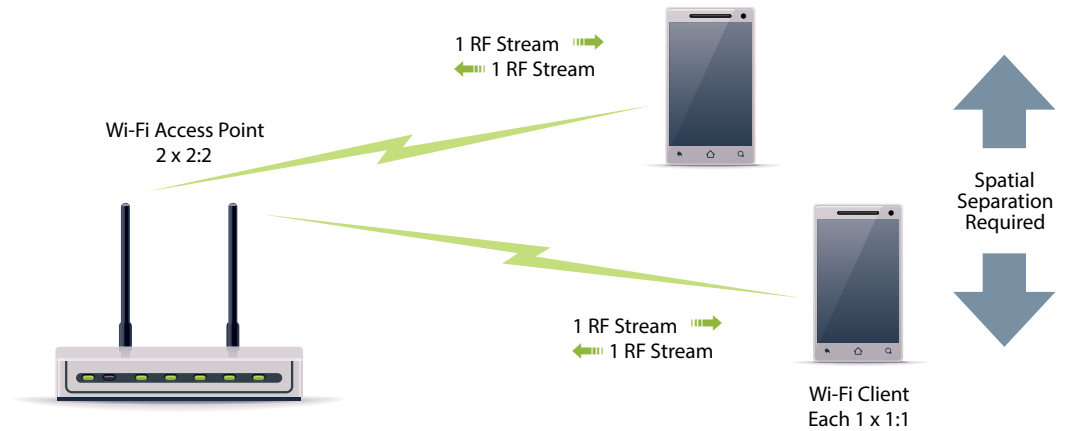 1 RF Stream
1 RF Stream
Wi-Fi Access Point
2 x 2:2
Spatial
Separation
Required
1 RF Stream
1 RF Stream
Wi-Fi Client
Each 1 x 1:1